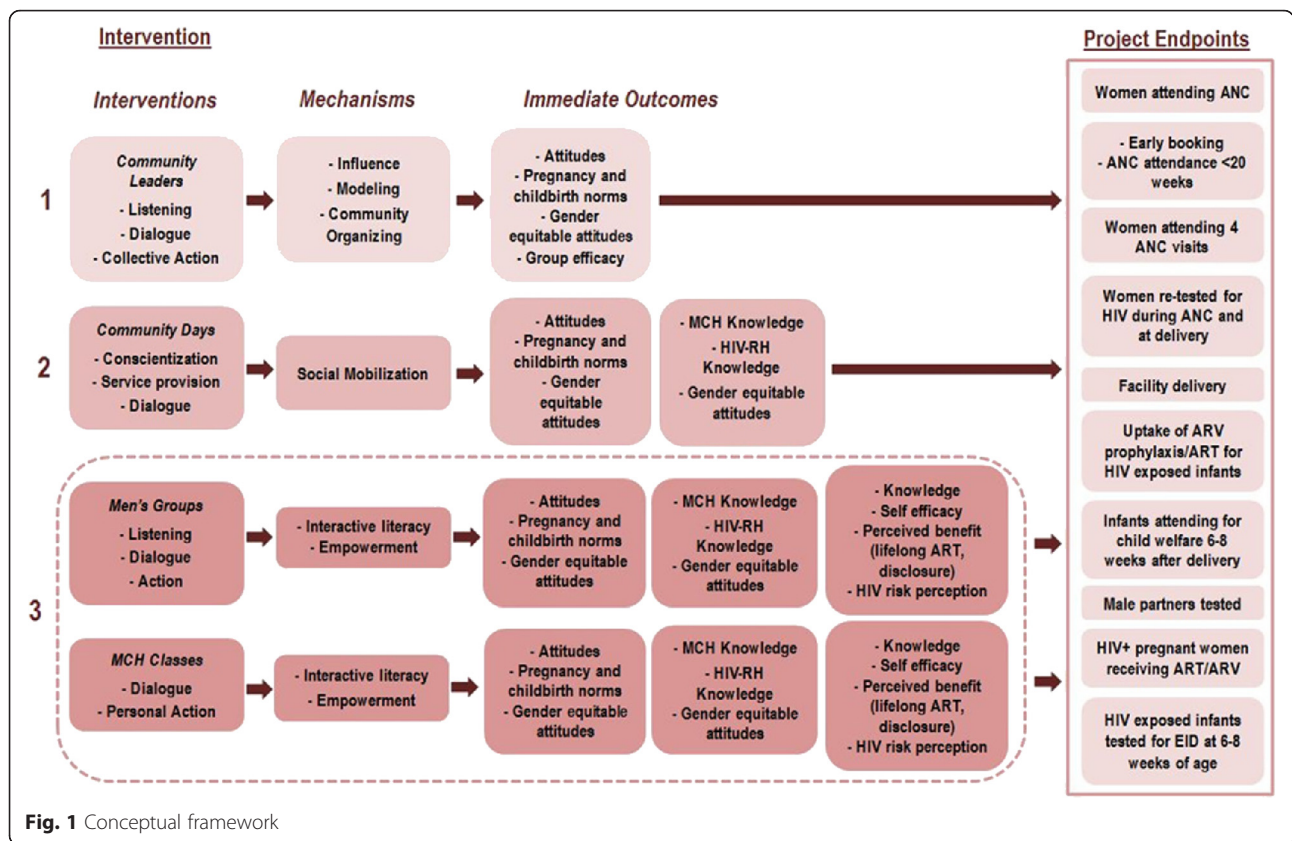 Intervention
Project Endpoints
Interventions
Mechanisms
Immediate Outcomes
1
Community
Leaders
- Listening
- Dialogue
- Collective Action
- Influence
- Modeling
- Community
Organizing
- Attitudes
- Pregnancy and
childbirth norms
- Gender
equitable attitudes
- Group efficacy
2
Community Days
- Conscientization
- Service provision
- Dialogue
Social Mobilization
- Attitudes
- Pregnancy and
childbirth norms
- Gender
equitable
attitudes
- MCH Knowledge
- HIV-RH
Knowledge
- Gender equitable
attitudes
3
Men's Groups
- Listening
- Dialogue
- Action
- Interactive literacy
- Empowerment
- Attitudes
- Pregnancy and
childbirth norms
- Gender equitable
attitudes
- MCH Knowledge
- HIV-RH
Knowledge
- Gender equitable
attitudes
- Knowledge
- Self efficacy
- Perceived benefit
(lifelong ART,
disclosure)
- HIV risk perception
MCH Classes
- Dialogue
- Personal Action
- Interactive literacy
- Empowerment
- Attitudes
- Pregnancy and
childbirth norms
- Gender equitable
attitudes
- MCH Knowledge
- HIV-RH
Knowledge
- Gender equitable
attitudes
- Knowledge
- Self efficacy
- Perceived benefit
(lifelong ART,
disclosure)
- HIV risk perception
Women attending ANC
- Early booking
- ANC attendance <20
weeks
Women attending 4
ANC visits
Women re-tested for
HIV during ANC and
at delivery
Facility delivery
Uptake of ARV
prophylaxis/ART for
HIV exposed infants
Infants attending for
child welfare 6-8
weeks after delivery
Male partners tested
HIV+ pregnant women
receiving ART/ARV
HIV exposed infants
tested for EID at 6-8
weeks of age
Fig. 1 Conceptual framework